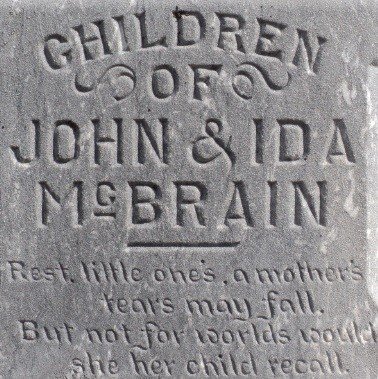 CHILDREN
OF
JOHN & IDA
McBRAIN
Rest, little one's, a mother's
tears may fall.
But not for worlds would
she her child recall.